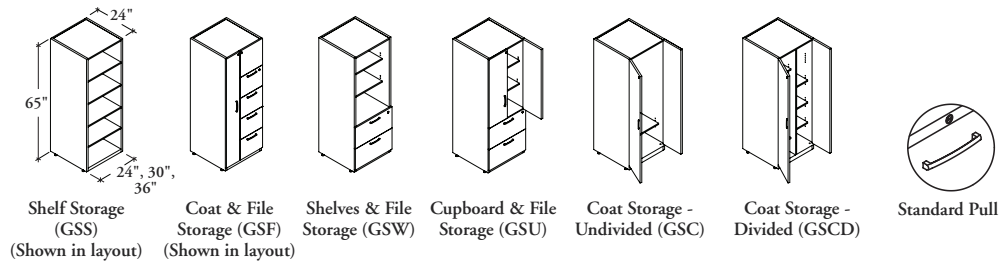 24"
65"
24", 30",
36"
Shelf Storage
(GSS)
(Shown in layout)
Coat & File
Storage (GSF)
(Shown in layout)
Shelves & File
Storage (GSW)
Cupboard & File
Storage (GSU)
Coat Storage -
Undivided (GSC)
Coat Storage -
Divided (GSCD)
Standard Pull